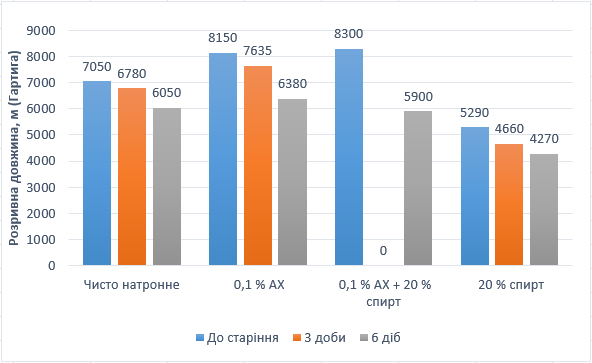 Розривна довжина, м (Гартига)
9000
8000
7000
6000
5000
4000
3000
2000
1000
0
7050
6780
6050
8150
7635
6380
8300
0
5900
5290
4660
4270
Чисто натронне
0,1 % АХ
0,1 % АХ + 20 %
спирт
20 % спирт
До старіння
3 доби
6 діб